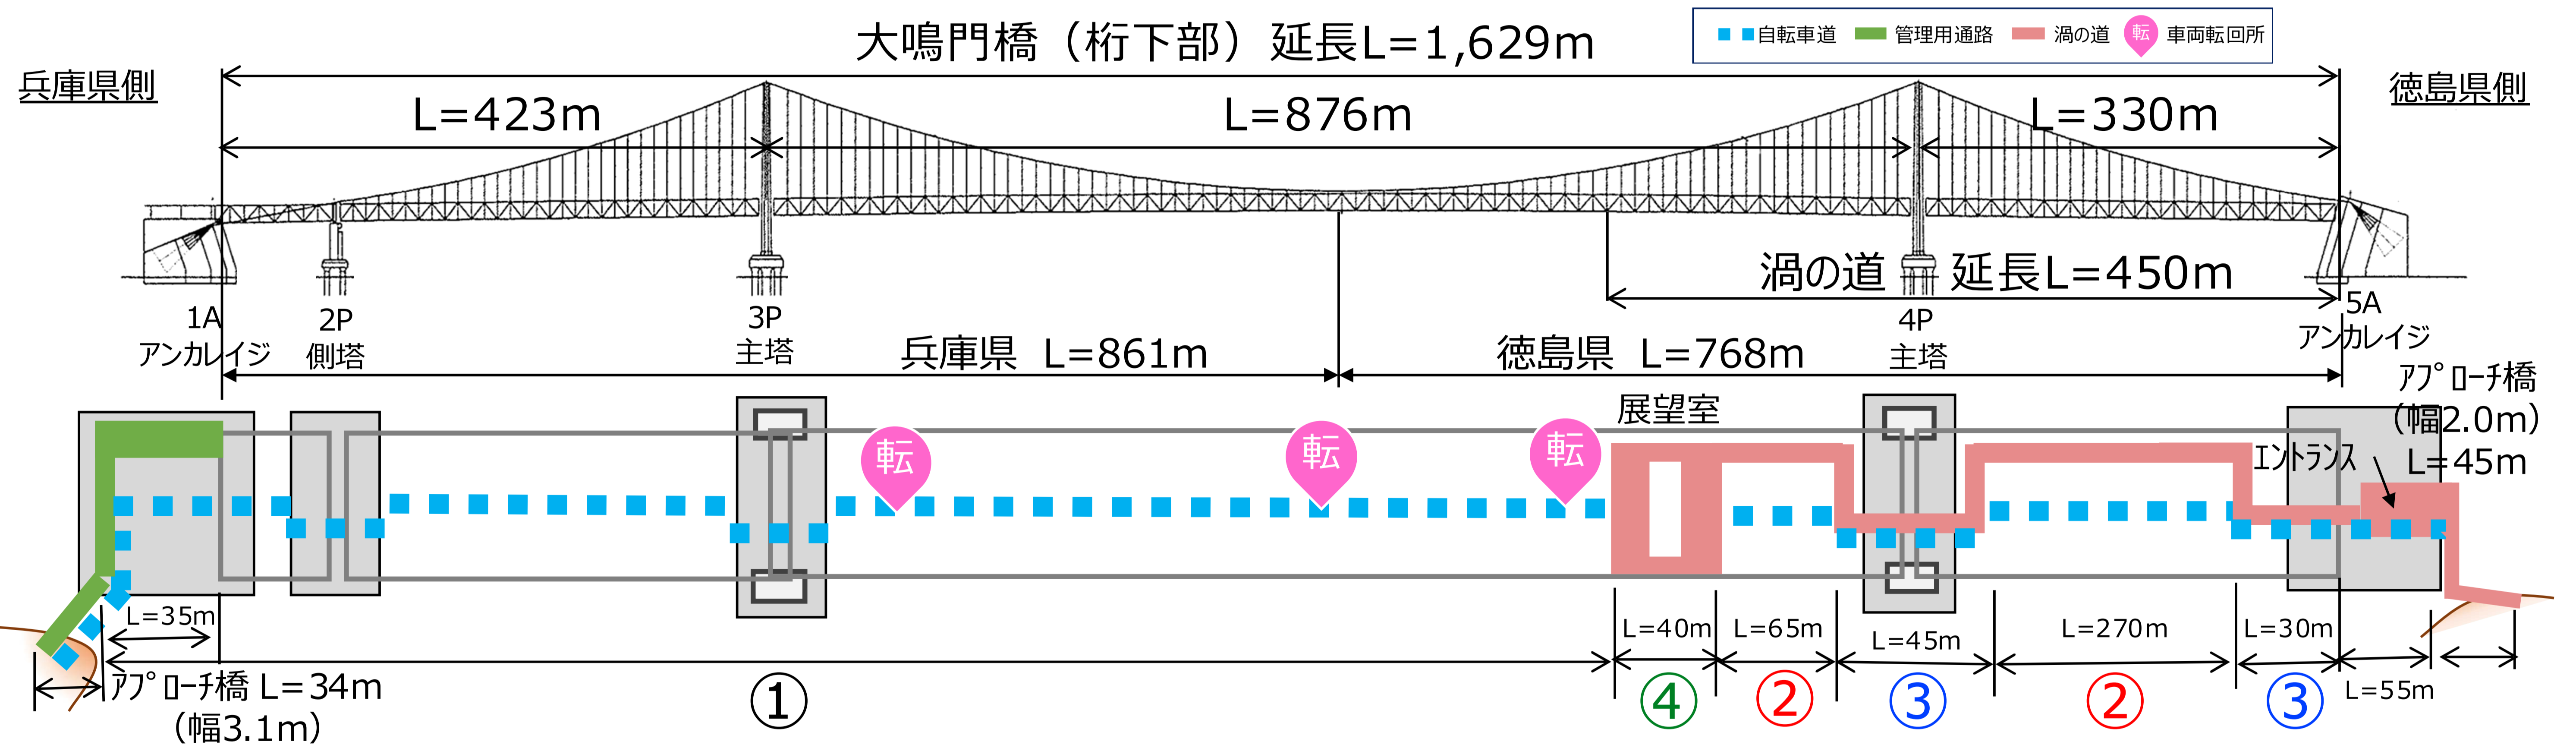 大鳴門橋（桁下部）延長L=1,629m
自転車道 管理用通路 渦の道 転 車両転回所
兵庫県側
徳島県側
L=423m
L=876m
L=330m
渦の道 延長L=450m
1A
アンカレイジ
2P
側塔
3P
主塔
4P
主塔
5A
アンカレイジ
兵庫県 L=861m
徳島県 L=768m
ｱﾌﾟﾛｰﾁ橋
（幅2.0m）
L=45m
展望室
転
転
転
ｴﾝﾄﾗﾝｽ
L=35m
L=40m
L=65m
L=45m
L=270m
L=30m
L=55m
ｱﾌﾟﾛｰﾁ橋 L=34m
（幅3.1m）
①
④
②
③
②
③